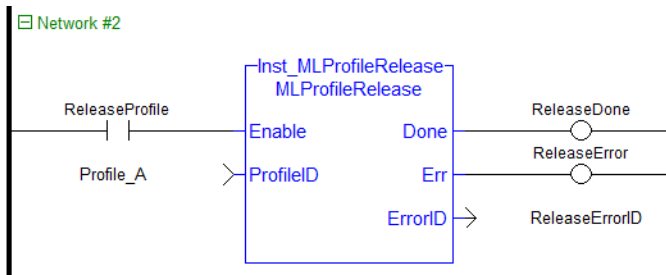 Network #2
Inst_MLProfileRelease
MLProfileRelease
ReleaseProfile
Enable
Done
ReleaseDone
Profile_A
ProfileID
Err
ReleaseError
ErrorID
ReleaseErrorID